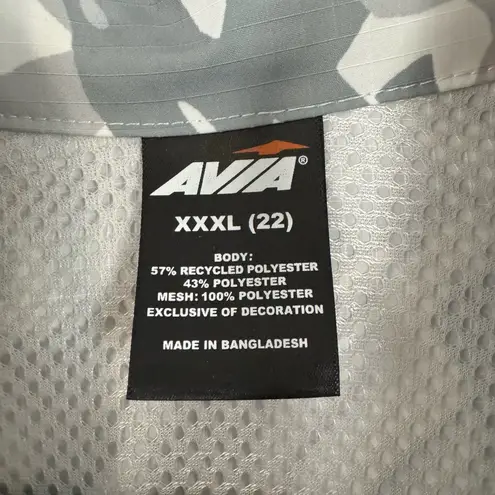 AVIA®
XXXL (22)
BODY:
57% RECYCLED POLYESTER
43% POLYESTER
MESH: 100% POLYESTER
EXCLUSIVE OF DECORATION
MADE IN BANGLADESH